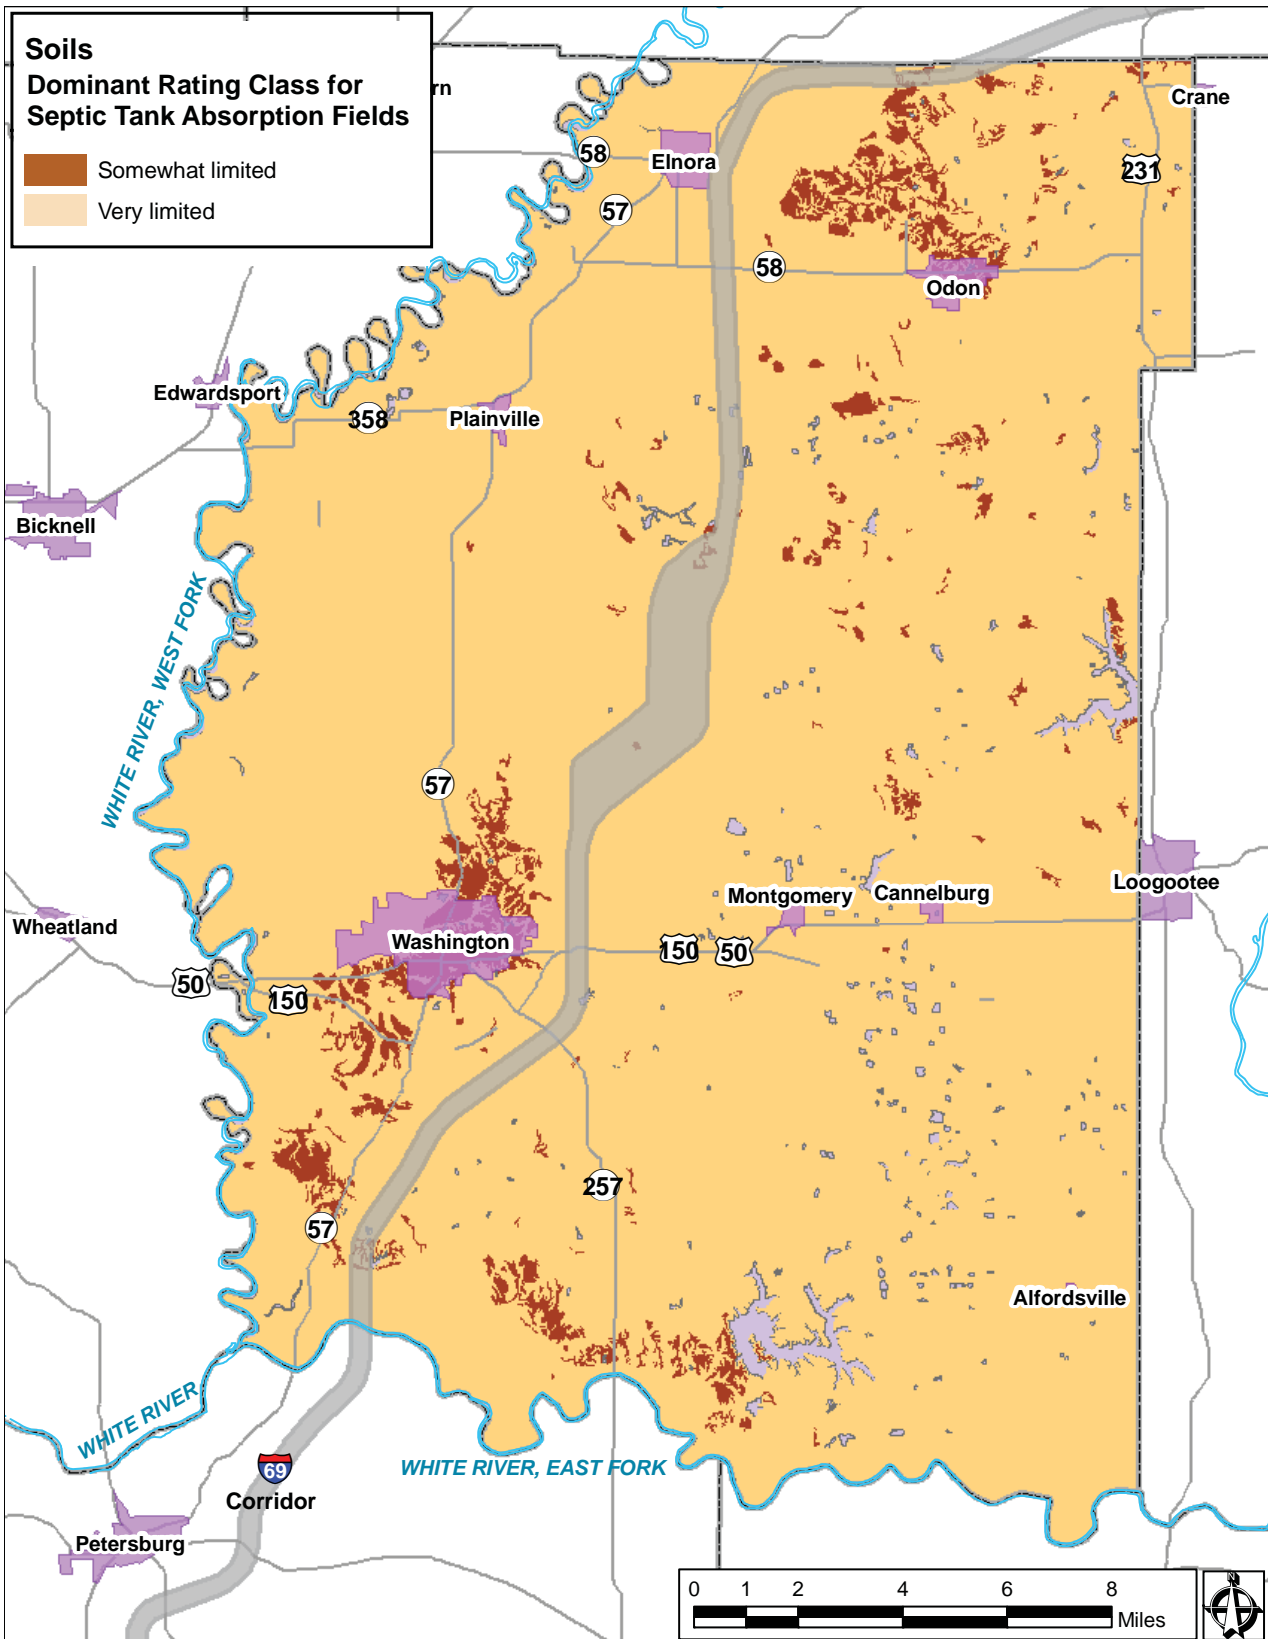 Soils
Dominant Rating Class for
Septic Tank Absorption Fields
Somewhat limited
Very limited
rn
Crane
58
Elnora
231
57
58
Odon
Edwardsport
358
Plainville
Bicknell
WHITE RIVER, WEST FORK
57
Montgomery
Cannelburg
Loogootee
Wheatland
Washington
150
50
50
150
257
57
Alfordsville
WHITE RIVER
69
Corridor
WHITE RIVER, EAST FORK
Petersburg
0 1 2 4 6 8
Miles
N